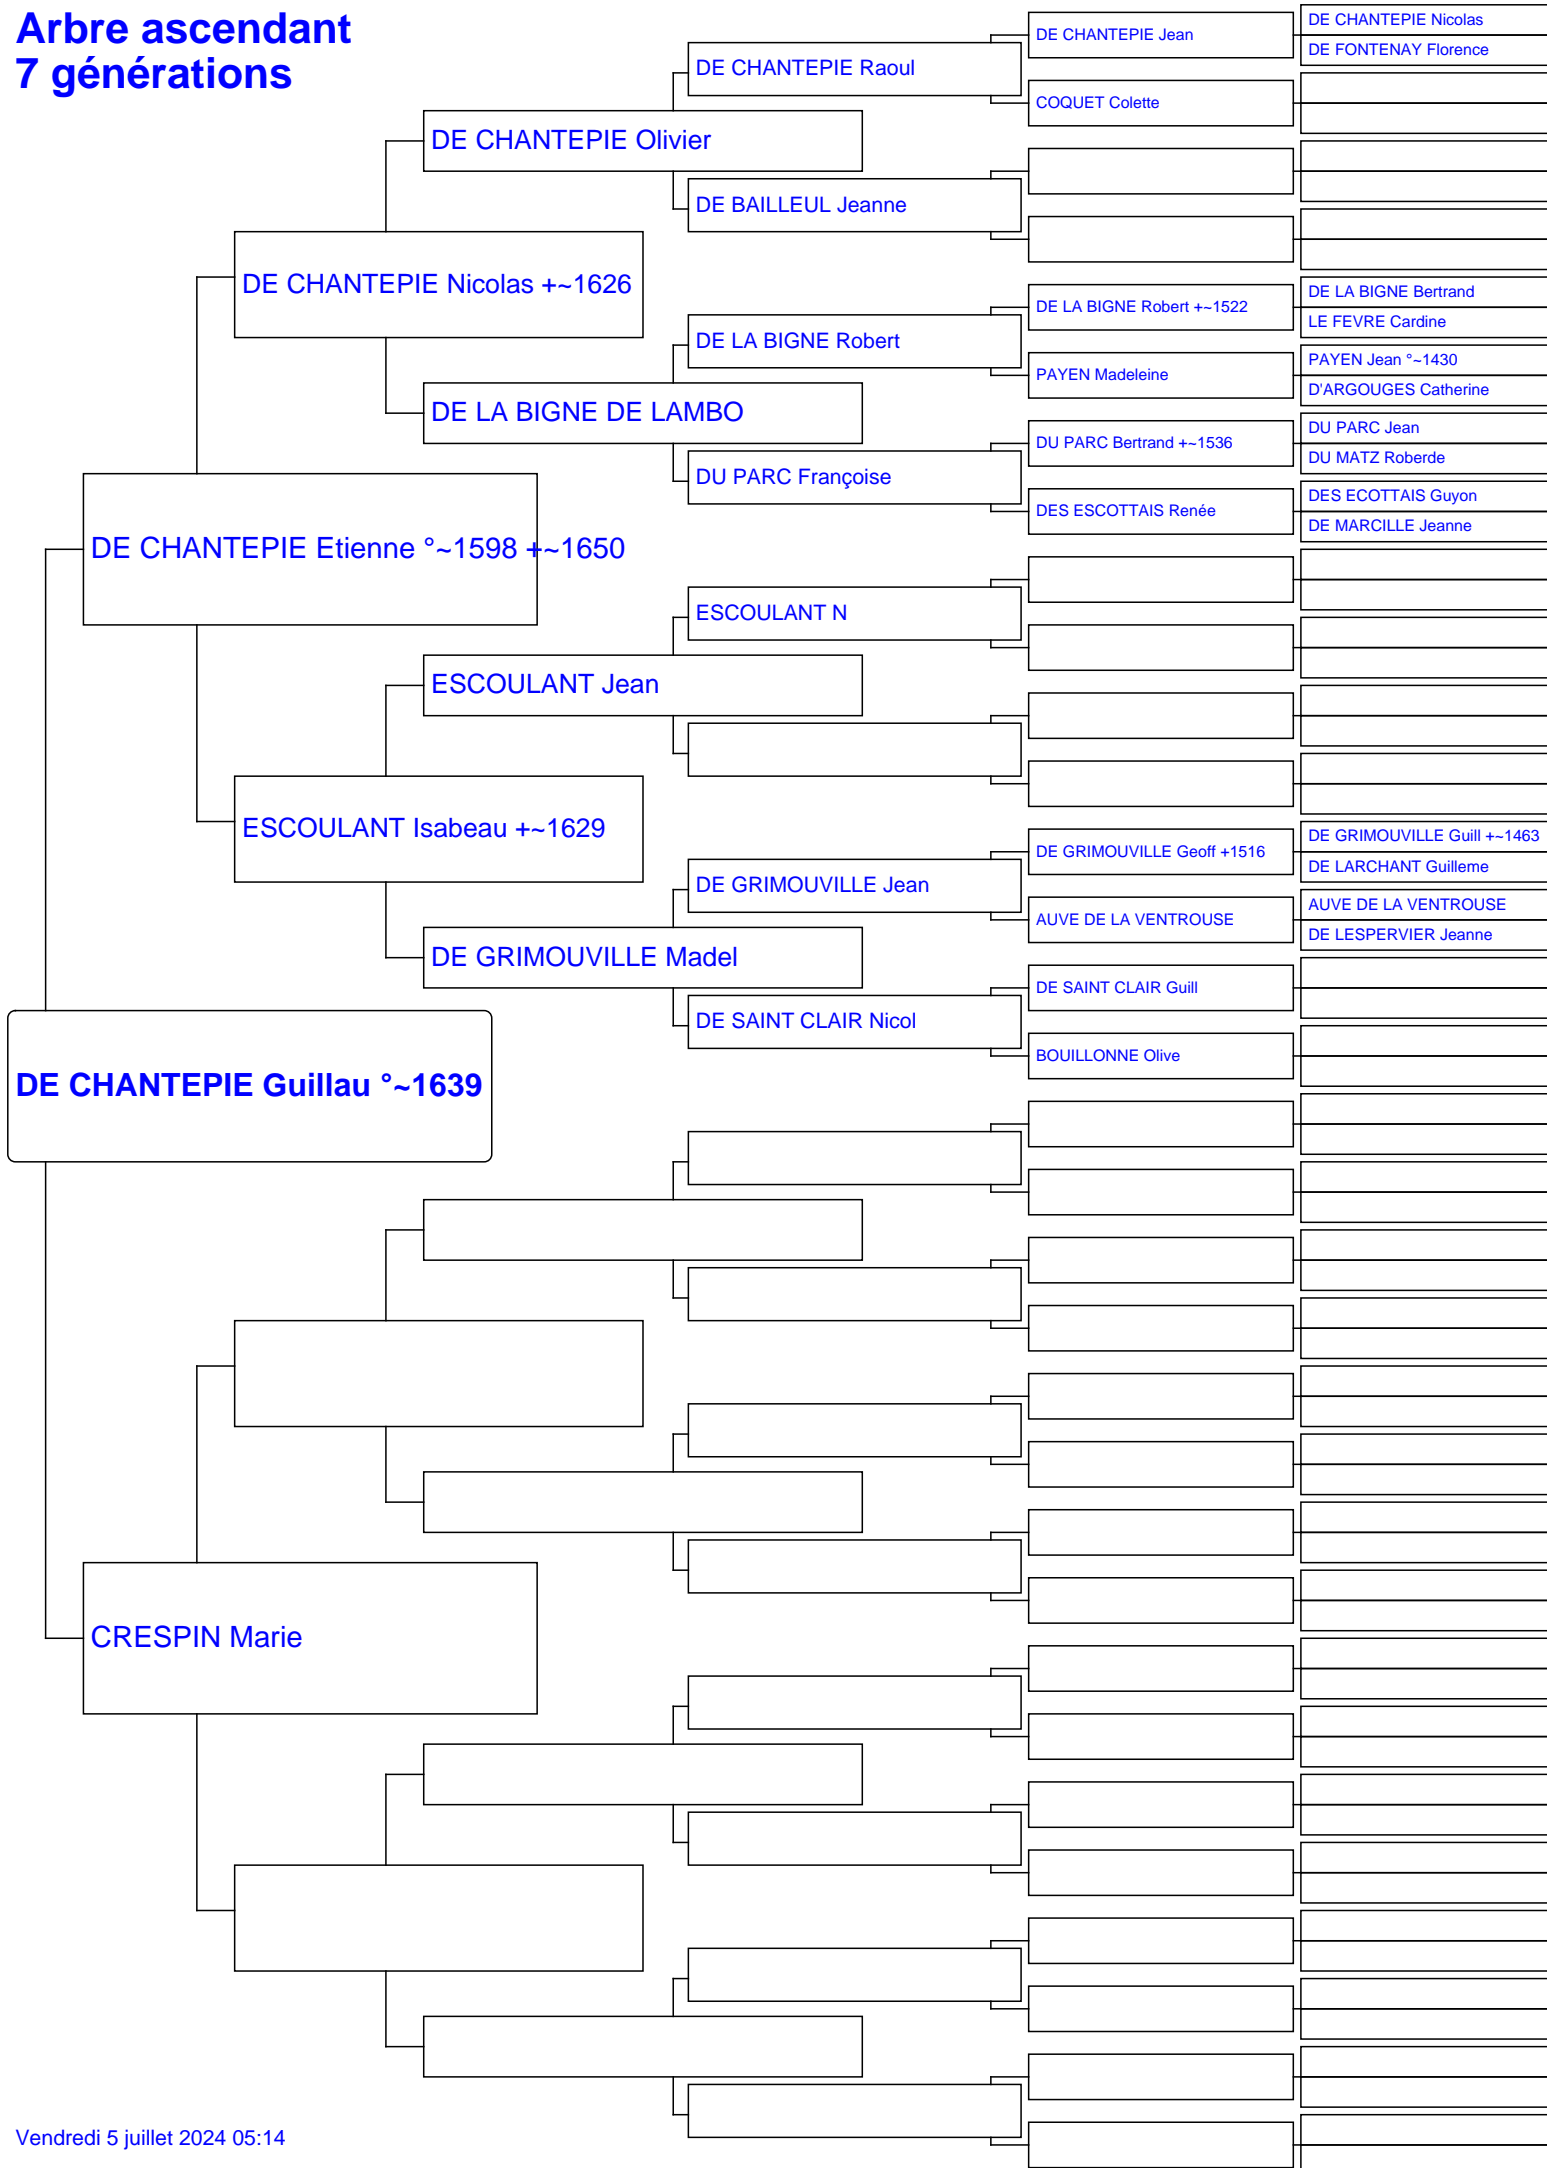 Arbre ascendant
7 générations
DE CHANTEPIE Nicolas
DE CHANTEPIE Jean
DE FONTENAY Florence
DE CHANTEPIE Raoul
COQUET Colette
DE CHANTEPIE Olivier
DE BAILLEUL Jeanne
DE CHANTEPIE Nicolas +~1626
DE LA BIGNE Bertrand
DE LA BIGNE Robert +~1522
LE FEVRE Cardine
DE LA BIGNE Robert
PAYEN Jean °~1430
PAYEN Madeleine
D'ARGOUGES Catherine
DE LA BIGNE DE LAMBO
DU PARC Jean
DU PARC Bertrand +~1536
DU MATZ Roberde
DU PARC Françoise
DES ECOTTAIS Guyon
DES ESCOTTAIS Renée
DE MARCILLE Jeanne
DE CHANTEPIE Etienne °~1598 +~1650
ESCOULANT N
ESCOULANT Jean
ESCOULANT Isabeau +~1629
DE GRIMOUVILLE Guill +~1463
DE GRIMOUVILLE Geoff +1516
DE LARCHANT Guilleme
DE GRIMOUVILLE Jean
AUVE DE LA VENTROUSE
AUVE DE LA VENTROUSE
DE LESPERVIER Jeanne
DE GRIMOUVILLE Madel
DE SAINT CLAIR Guill
DE SAINT CLAIR Nicol
BOUILLONNE Olive
DE CHANTEPIE Guillau °~1639
CRESPIN Marie
Vendredi 5 juillet 2024 05:14